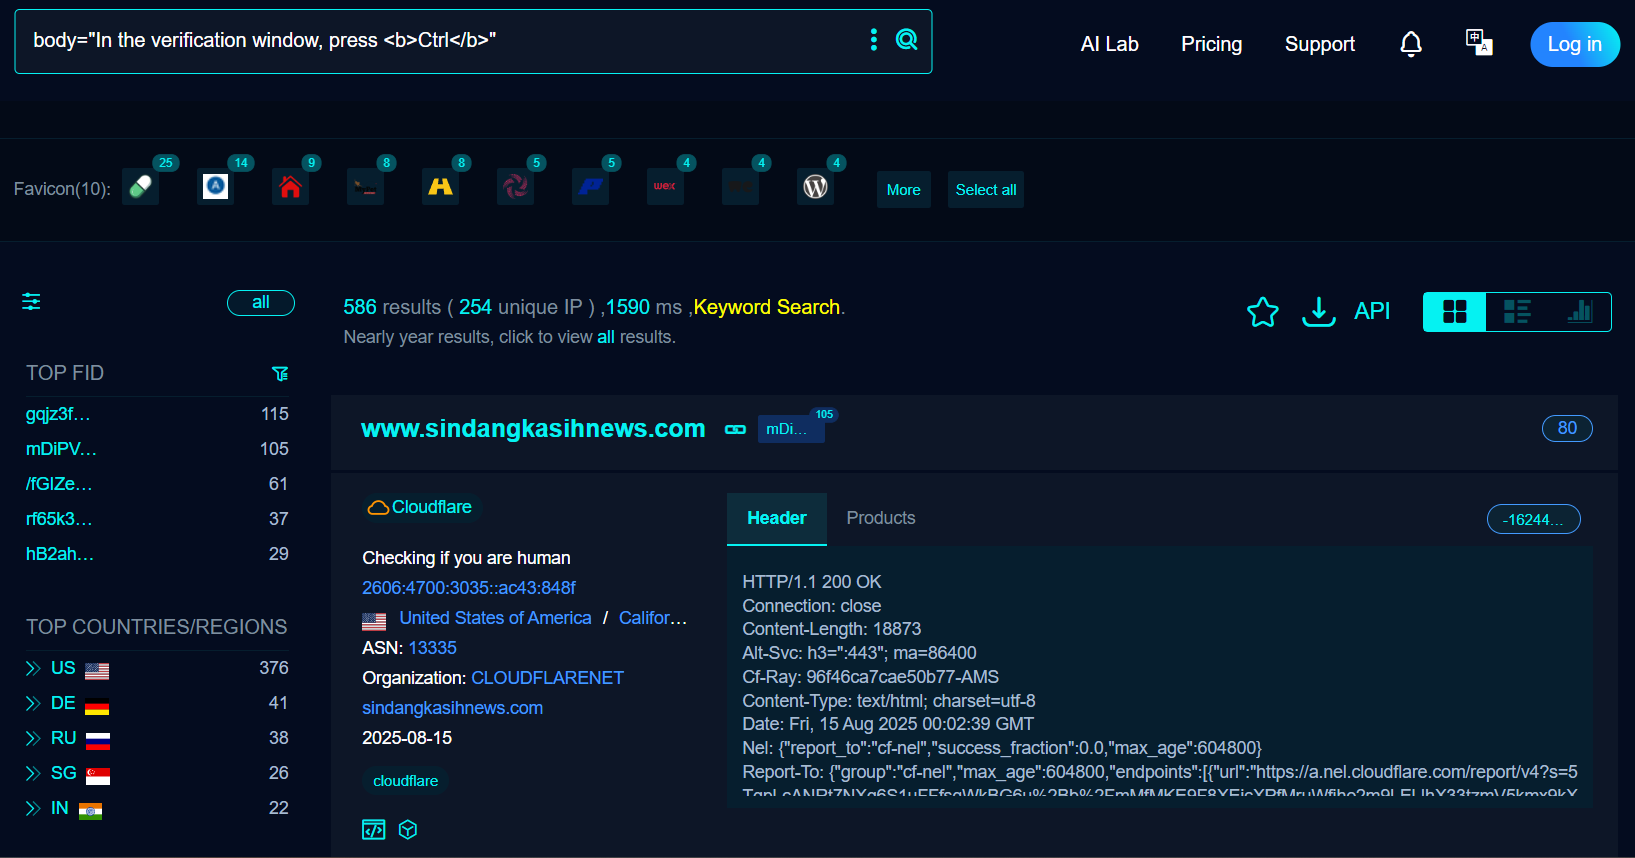 body="In the verification window, press <b>Ctrl</b>"
AI Lab
Pricing
Support
中 A
Log in
Favicon(10):
25
14
A
9
8
8
5
5
4
wex
4
4
More
Select all
all
586 results ( 254 unique IP ) ,1590 ms ,Keyword Search.
Nearly year results, click to view all results.
API
TOP FID
gqjz3f... 115
mDiPV... 105
/fGIZe... 61
rf65k3... 37
hB2ah... 29
TOP COUNTRIES/REGIONS
US 376
DE 41
RU 38
SG 26
IN 22
www.sindangkasihnews.com mDi... 105 80
Cloudflare
Checking if you are human
2606:4700:3035::ac43:848f
United States of America / Califor...
ASN: 13335
Organization: CLOUDFLARENET
sindangkasihnews.com
2025-08-15
cloudflare
Header Products -16244...
HTTP/1.1 200 OK
Connection: close
Content-Length: 18873
Alt-Svc: h3=":443"; ma=86400
Cf-Ray: 96f46ca7cae50b77-AMS
Content-Type: text/html; charset=utf-8
Date: Fri, 15 Aug 2025 00:02:39 GMT
Nel: {"report_to":"cf-nel","success_fraction":0.0,"max_age":604800}
Report-To: {"group":"cf-nel","max_age":604800,"endpoints":[{"url":"https://a.nel.cloudflare.com/report/v4?s=5